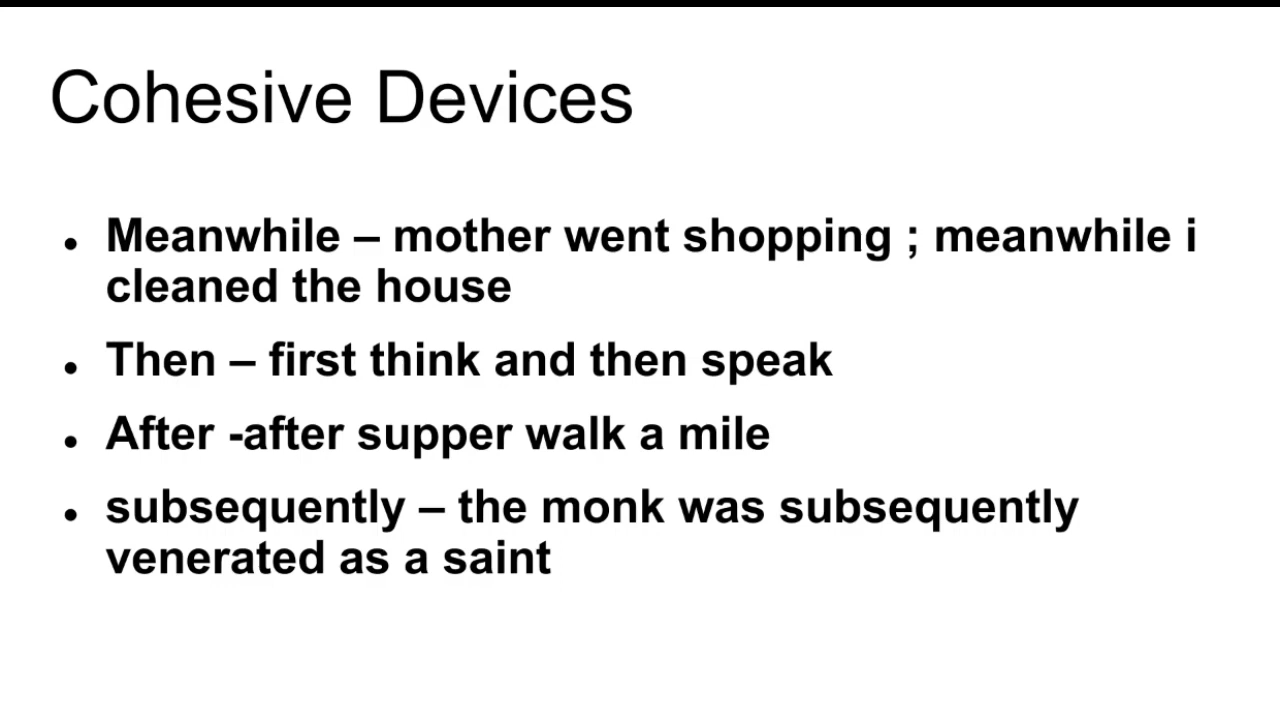 Cohesive Devices
• Meanwhile – mother went shopping ; meanwhile i
cleaned the house
• Then – first think and then speak
• After -after supper walk a mile
• subsequently – the monk was subsequently
venerated as a saint